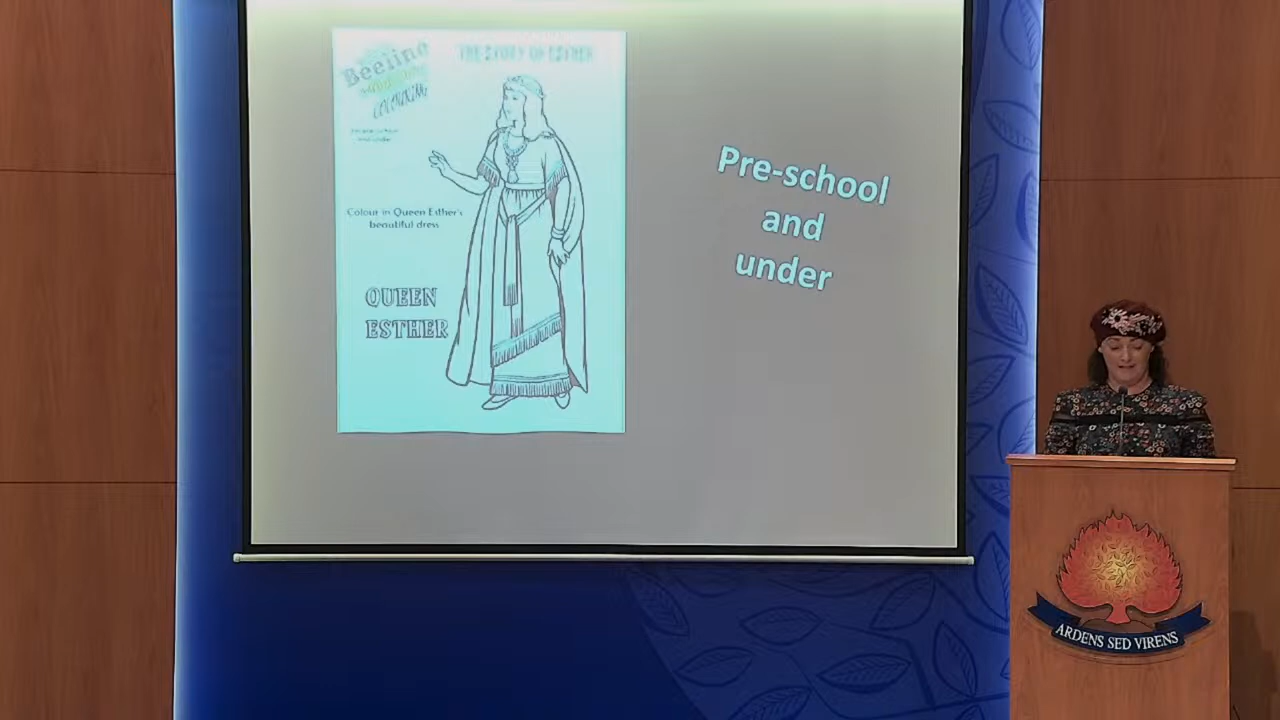 Beeline
COLOURING
THE STORY OF ESTHER
Colour in Queen Esther's
beautiful dress
QUEEN
ESTHER
Pre-school
and
under
ARDENS SED VIRENS